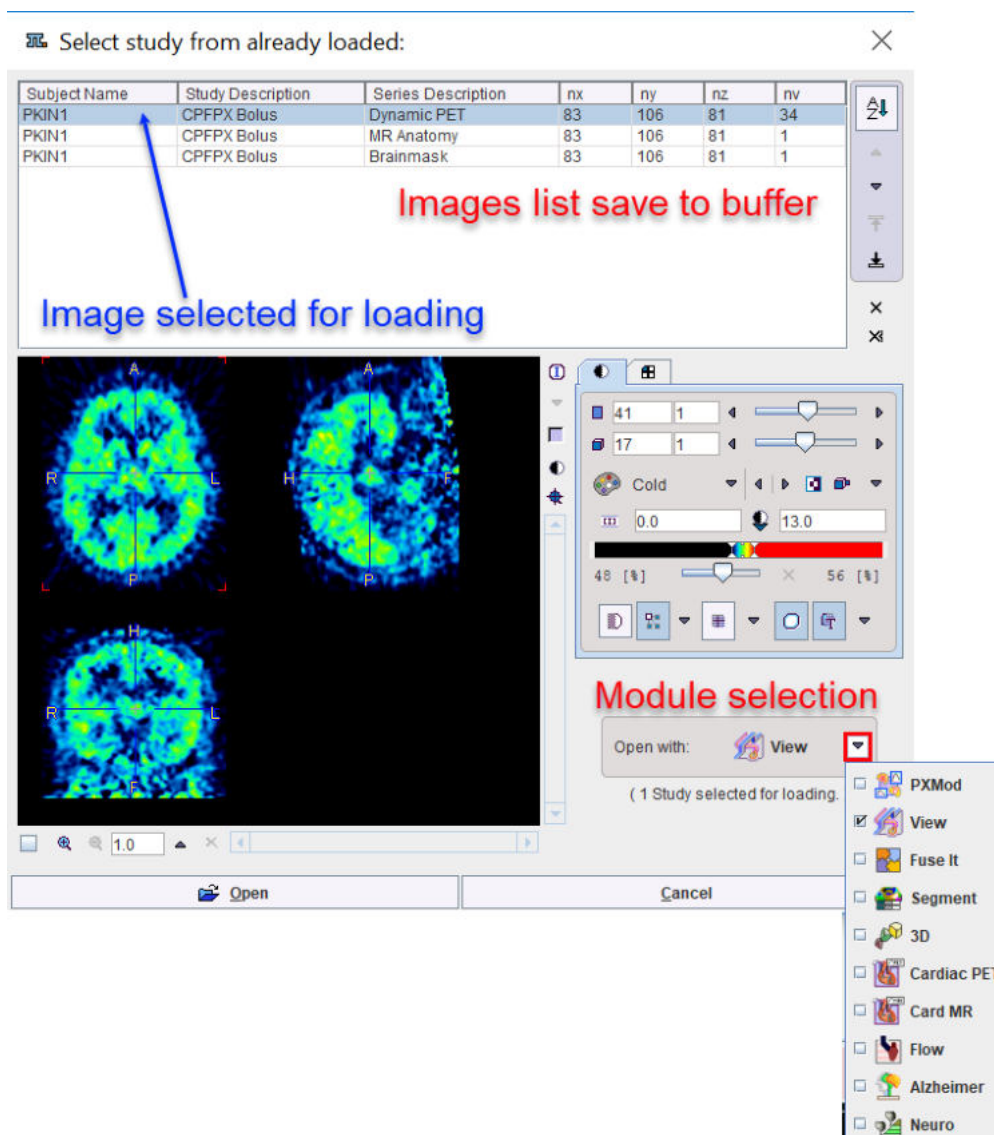 Select study from already loaded:
Subject Name Study Description Series Description nx ny nz nv
PKIN1 CPFPX Bolus Dynamic PET 83 106 81 34
PKIN1 CPFPX Bolus MR Anatomy 83 106 81 1
PKIN1 CPFPX Bolus Brainmask 83 106 81 1
Images list save to buffer
Image selected for loading
A A
R L H F
P P
H
R L
F
41 1
17 1
Cold
0.0 13.0
48 [%] 56 [%]
Module selection
Open with: View
( 1 Study selected for loading.
1.0
Open Cancel
PXMod
View
Fuse It
Segment
3D
Cardiac PET
Card MR
Flow
Alzheimer
Neuro